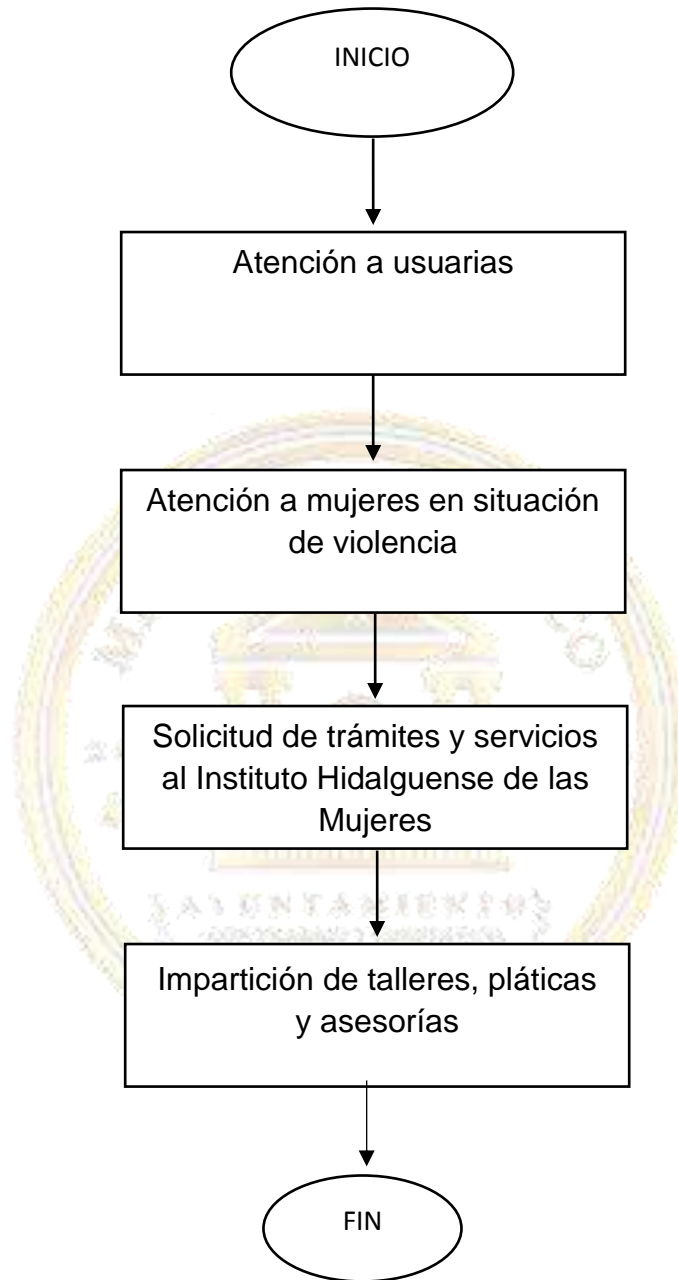 INICIO
Atención a usuarias
Atención a mujeres en situación
de violencia
Solicitud de trámites y servicios
al Instituto Hidalguense de las
Mujeres
Impartición de talleres, pláticas
y asesorías
FIN